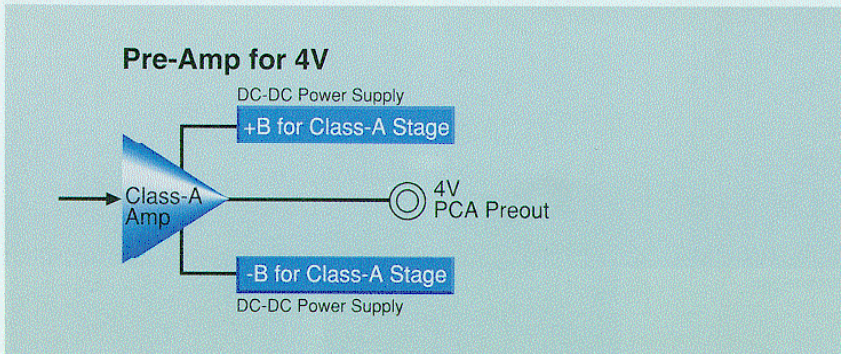 Pre-Amp for 4V
DC-DC Power Supply
+B for Class-A Stage
Class-A
Amp
4V
PCA Preout
-B for Class-A Stage
DC-DC Power Supply